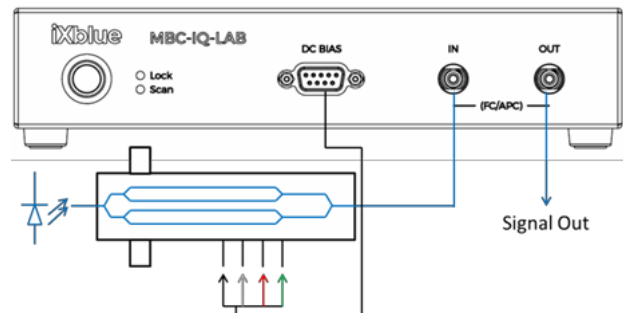 iXblue MBC-IQ-LAB
DC BIAS
IN
OUT
Lock
Scan
(FC/APC)
Signal Out